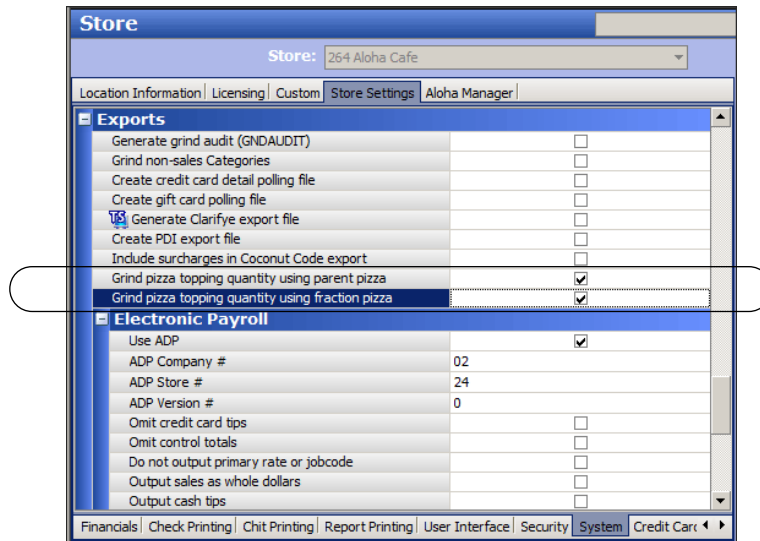 Store
Store: 264 Aloha Cafe
Location Information Licensing Custom Store Settings Aloha Manager
Exports
Generate grind audit (GNDAUDIT)
Grind non-sales Categories
Create credit card detail polling file
Create gift card polling file
TS Generate Clarifye export file
Create PDI export file
Include surcharges in Coconut Code export
Grind pizza topping quantity using parent pizza
Grind pizza topping quantity using fraction pizza
Electronic Payroll
Use ADP
ADP Company # 02
ADP Store # 24
ADP Version # 0
Omit credit card tips
Omit control totals
Do not output primary rate or jobcode
Output sales as whole dollars
Output cash tips
Financials Check Printing Chit Printing Report Printing User Interface Security System Credit Card